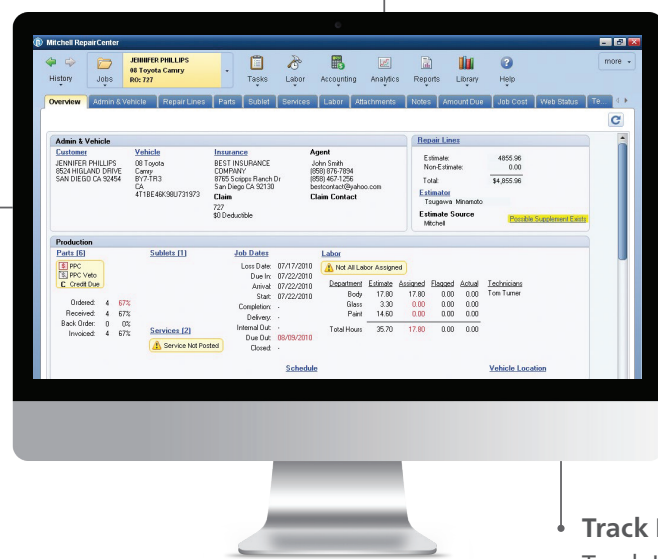 Mitchell RepairCenter
History
Jobs
JENNIFER PHILLIPS
08 Toyota Camry
RO: 727
Tasks
Labor
Accounting
Analytics
Reports
Library
Help
more
Overview Admin & Vehicle Repair Lines Parts Sublet Services Labor Attachments Notes Amount Due Job Cost Web Status Te...
Admin & Vehicle
Customer
JENNIFER PHILLIPS
8524 HIGLAND DRIVE
SAN DIEGO CA 92454
Vehicle
08 Toyota
Camry
BY7-TR3
CA
4T1BE46K98U731973
Insurance
BEST INSURANCE
COMPANY
8765 Scripps Ranch Dr
San Diego CA 92130
Claim
727
$0 Deductible
Agent
John Smith
(858) 876-7894
(858) 467-1256
bestcontact@yahoo.com
Claim Contact
Repair Lines
Estimate: 4855.96
Non-Estimate: 0.00
Total: $4,855.96
Estimator
Tsugawa Minamoto
Estimate Source
Mitchell
Possible Supplement Exists
Production
Parts [6]
$ PPC
PPC Veto
C Credit Due
Ordered: 4 67%
Received: 4 67%
Back Order: 0 0%
Invoiced: 4 67%
Sublets [1]
Services [2]
Service Not Posted
Job Dates
Loss Date: 07/17/2010
Due In: 07/22/2010
Arrival: 07/22/2010
Start: 07/22/2010
Completion: -
Delivery: -
Internal Out: -
Due Out: 08/09/2010
Closed: -
Labor
Not All Labor Assigned
Department Estimate Assigned Flagged Actual Technicians
Body 17.80 17.80 0.00 0.00 Tom Turner
Glass 3.30 0.00 0.00 0.00
Paint 14.60 0.00 0.00 0.00
Total Hours 35.70 17.80 0.00 0.00
Schedule
Vehicle Location
Track